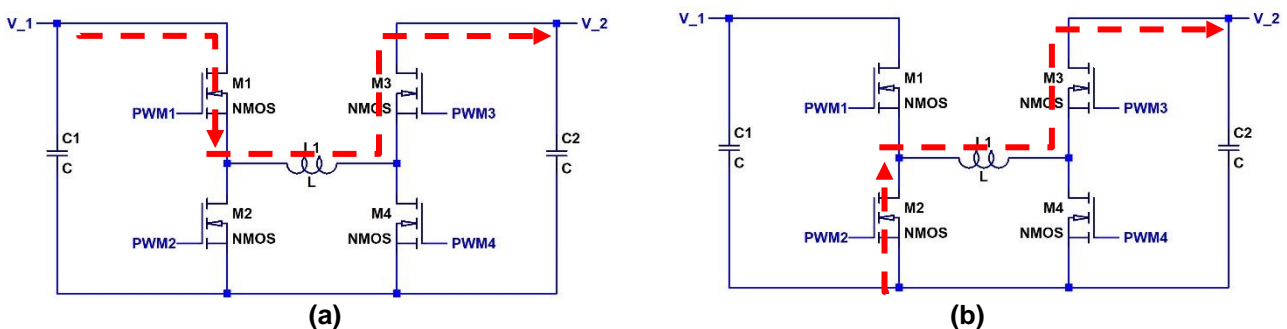 V_1 V_2
M1 M3
NMOS NMOS
PWM1 PWM3
C1 L1 C2
C L C
M2 M4
NMOS NMOS
PWM2 PWM4
(a)
V_1 V_2
M1 M3
NMOS NMOS
PWM1 PWM3
C1 L1 C2
C L C
M2 M4
NMOS NMOS
PWM2 PWM4
(b)